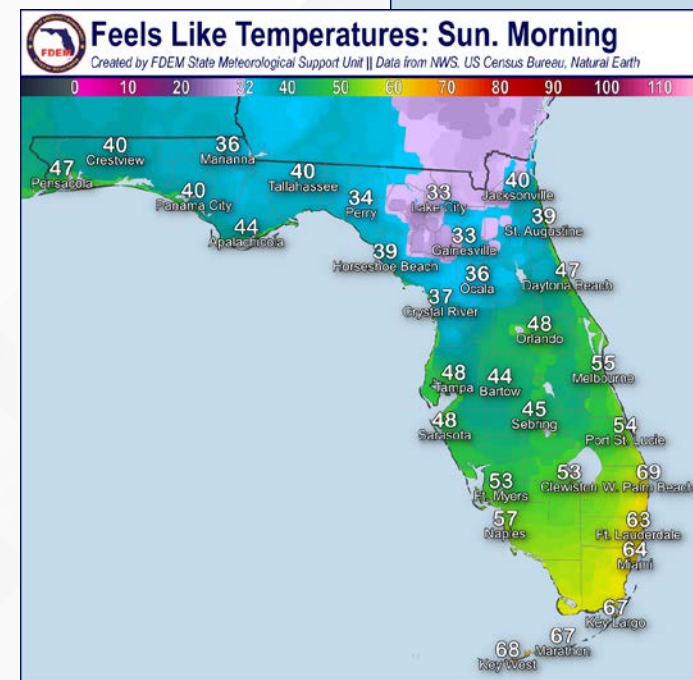 FDEM
Feels Like Temperatures: Sun. Morning
Created by FDEM State Meteorological Support Unit || Data from NWS. US Census Bureau, Natural Earth
0 10 20 32 40 50 60 70 80 90 100 110
40
Crestview
36
Marianna
47
Pensacola
40
Panama City
40
Tallahassee
44
Apalachicola
34
Perry
33
Lake City
40
Jacksonville
39
St. Augustine
33
Gainesville
39
Horseshoe Beach
36
Ocala
47
Daytona Beach
37
Crystal River
48
Orlando
55
Melbourne
48
Tampa
44
Bartow
48
Sarasota
45
Sebring
54
Port St. Lucie
53
Ft. Myers
53
Clewiston
69
W. Palm Beach
57
Naples
63
Ft. Lauderdale
64
Miami
67
Key Largo
67
Marathon
68
Key West